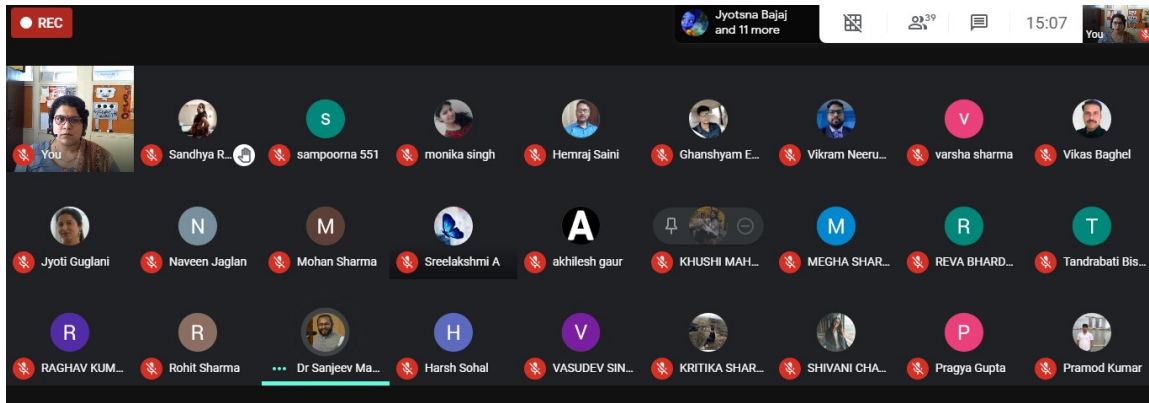 REC
Jyotsna Bajaj
and 11 more
39
15:07
You
You
Sandhya R...
S
sampoorna 551
monika singh
Hemraj Saini
Ghanshyam E...
Vikram Neeru...
V
varsha sharma
Vikas Baghel
Jyoti Guglani
N
Naveen Jaglan
M
Mohan Sharma
Sreelakshmi A
A
akhilesh gaur
KHUSHI MAH...
M
MEGHA SHAR...
R
REVA BHARD...
T
Tandrabati Bis...
R
RAGHAV KUM...
R
Rohit Sharma
Dr Sanjeev Ma...
H
Harsh Sohal
V
VASUDEV SIN...
KRITIKA SHAR...
SHIVANI CHA...
P
Pragya Gupta
Pramod Kumar